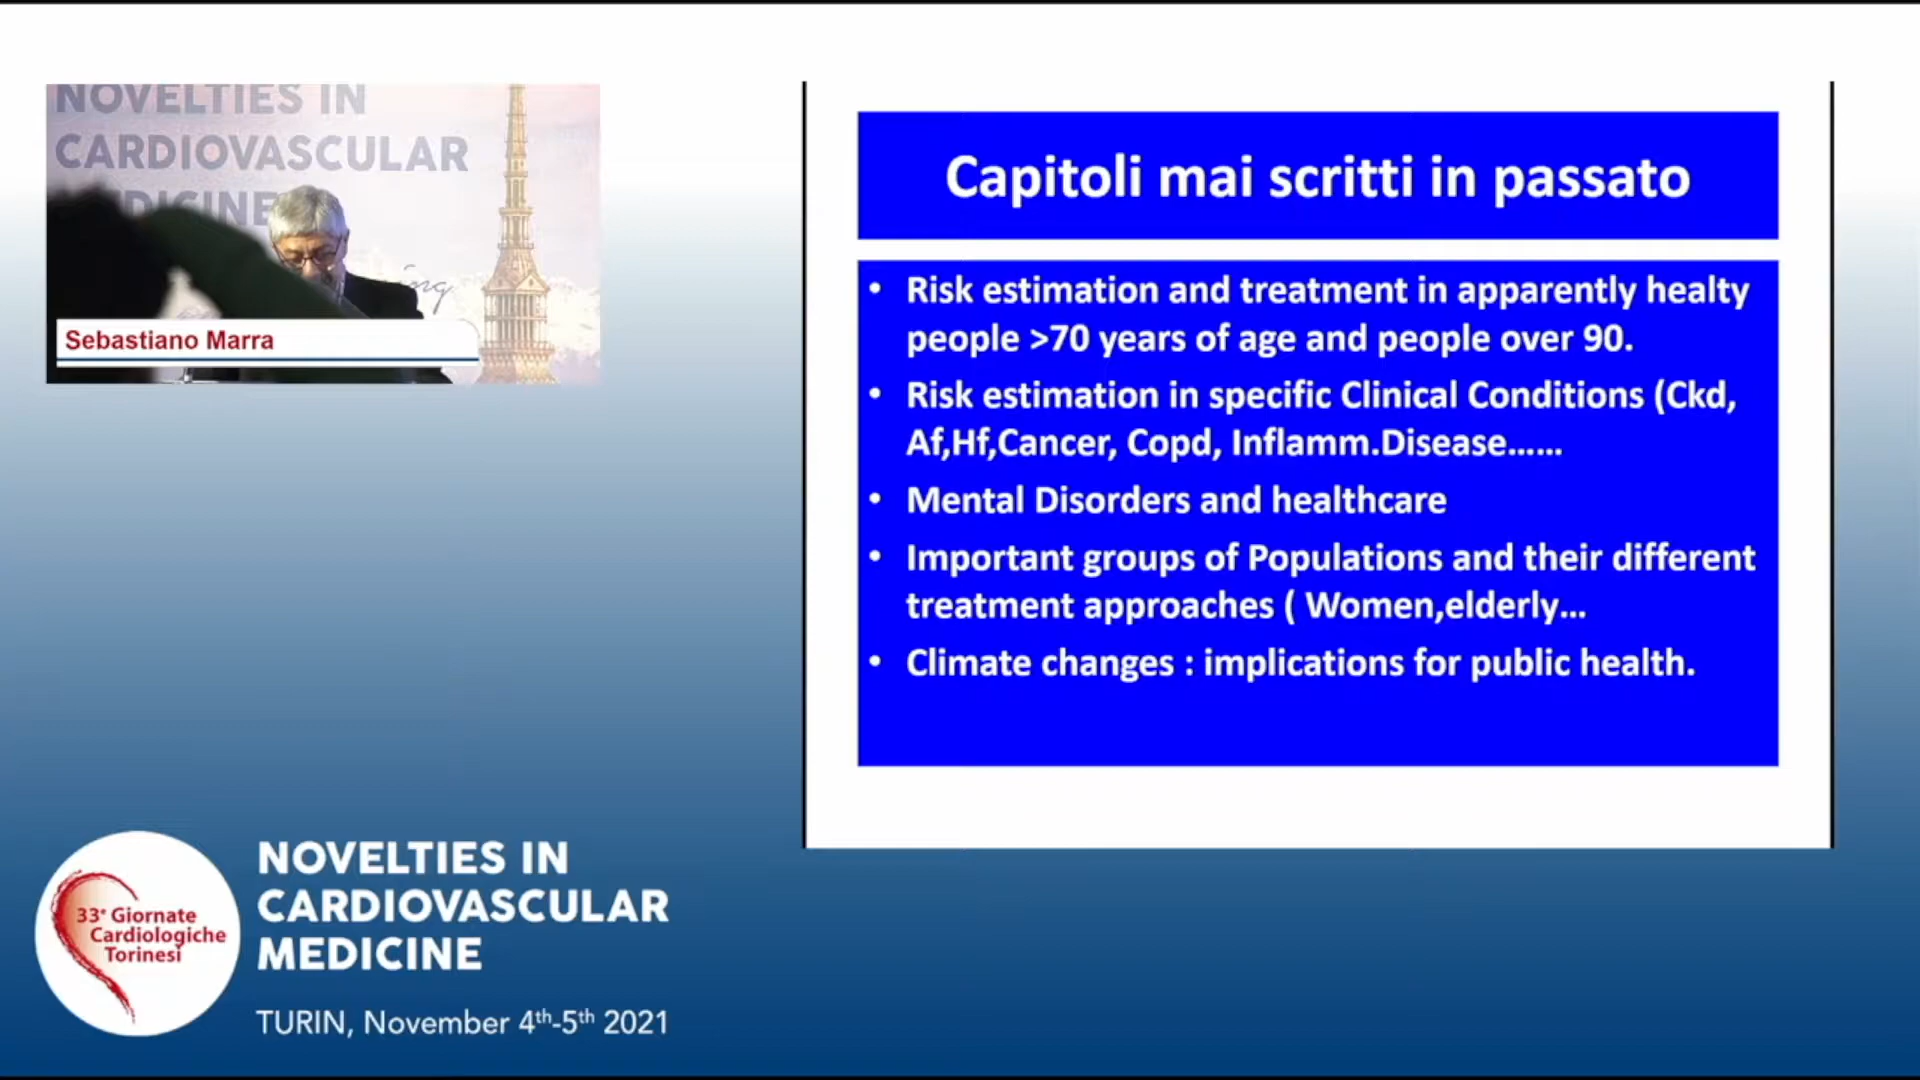 NOVELTIES IN
CARDIOVASCULAR
MEDICINE
Sebastiano Marra
Capitoli mai scritti in passato
• Risk estimation and treatment in apparently healty
people >70 years of age and people over 90.
• Risk estimation in specific Clinical Conditions (Ckd,
Af,Hf,Cancer, Copd, Inflamm.Disease......
• Mental Disorders and healthcare
• Important groups of Populations and their different
treatment approaches ( Women,elderly...
• Climate changes : implications for public health.
33° Giornate
Cardiologiche
Torinesi
NOVELTIES IN
CARDIOVASCULAR
MEDICINE
TURIN, November 4th-5th 2021